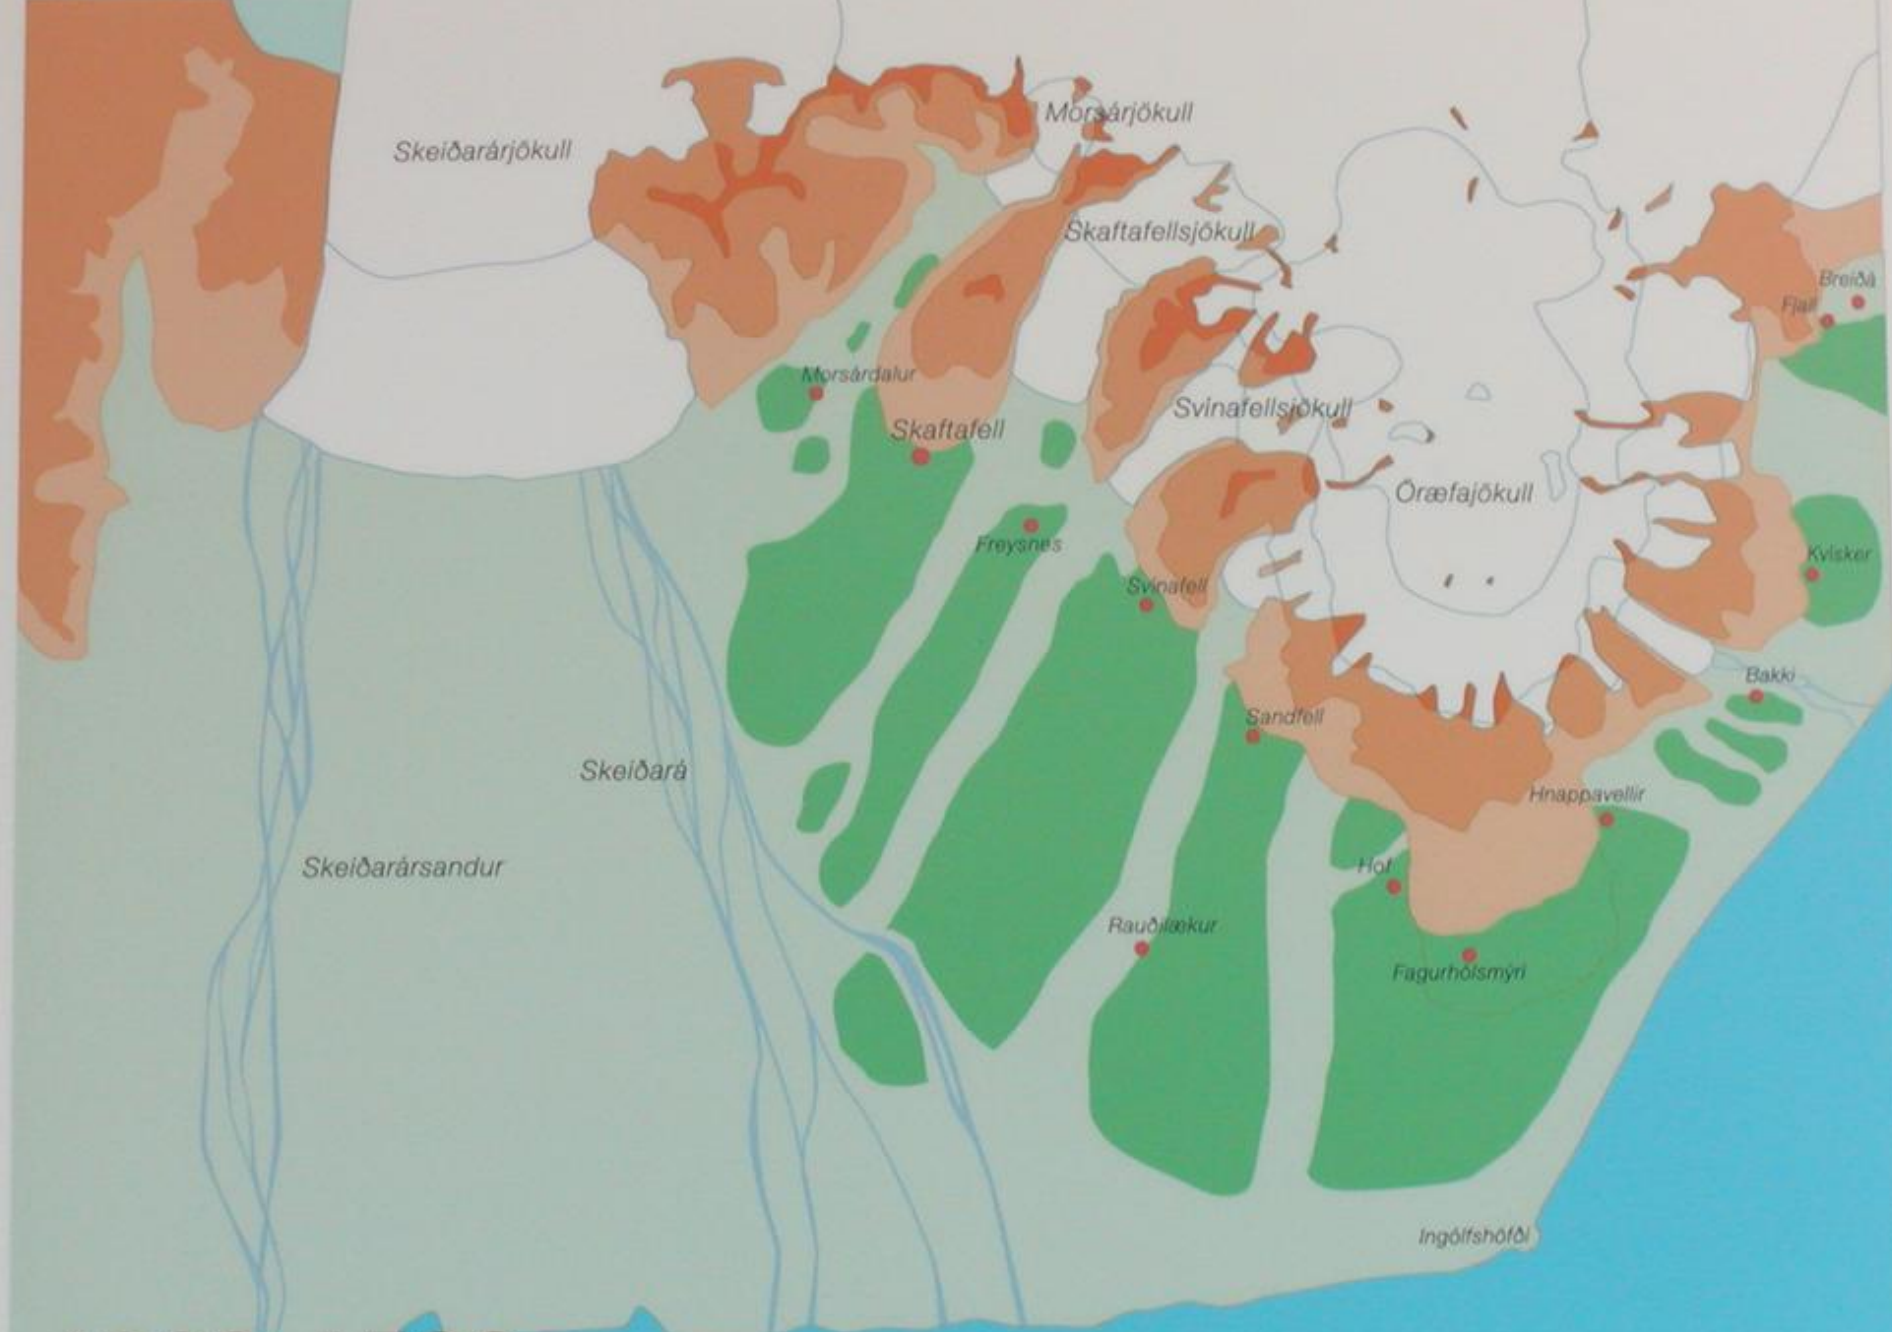 Morsárjökull
Skeiðarárjökull
Skaftafellsjökull
Breiðá
Fjall
Morsárdalur
Svínafellsjökull
Skaftafell
Öræfajökull
Freysnes
Kvísker
Svínafell
Bakki
Sandfell
Skeiðará
Hnappavellir
Skeiðarársandur
Hof
Rauðilækur
Fagurhólsmýri
Ingólfshöfði